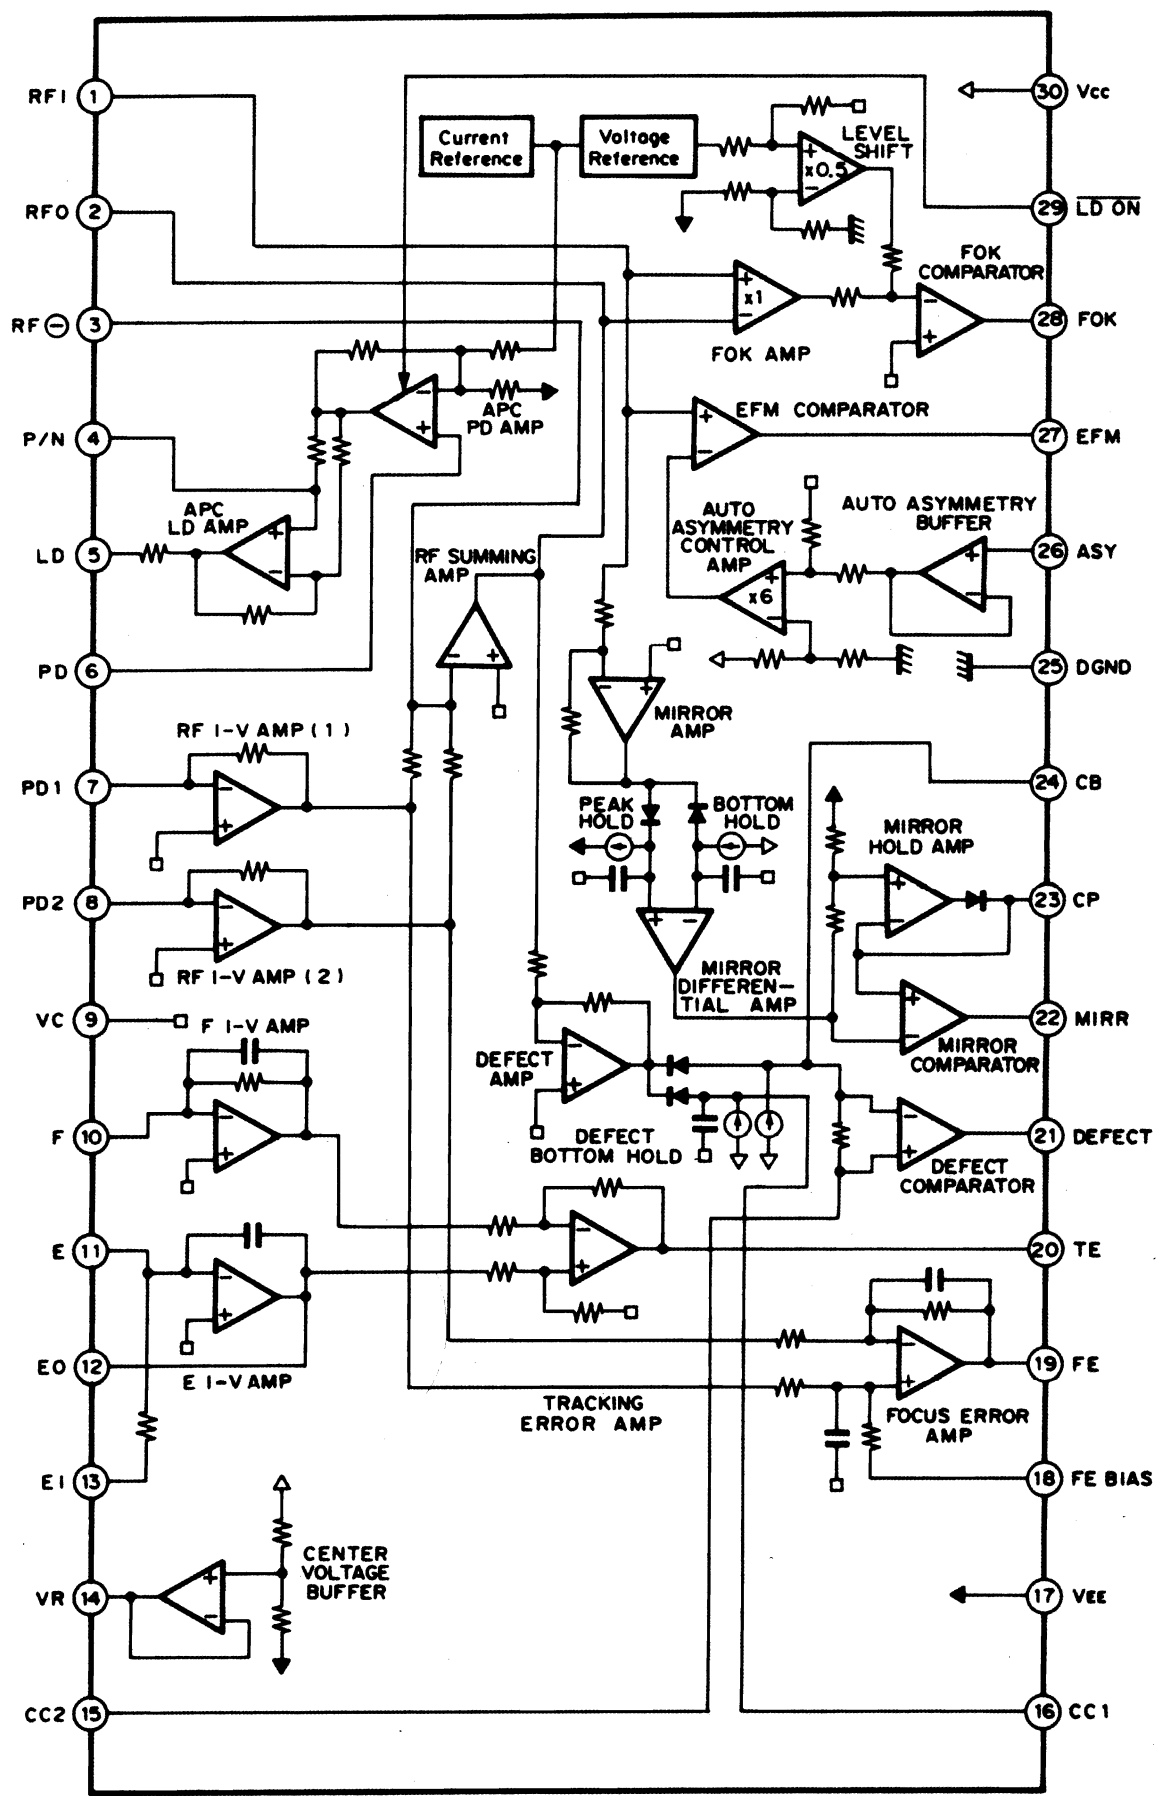 RFI 1
30 Vcc
Current
Reference
Voltage
Reference
LEVEL
SHIFT
+
×0.5
−
RFO 2
29 LD ON
FOK
COMPARATOR
+
×1
−
−
+
RF⊖ 3
28 FOK
FOK AMP
−
+
APC
PD AMP
EFM COMPARATOR
+
−
P/N 4
27 EFM
APC
LD AMP
+
−
AUTO
ASYMMETRY
CONTROL
AMP
AUTO ASYMMETRY
BUFFER
LD 5
RF SUMMING
AMP
+
×6
−
+
−
26 ASY
− +
PD 6
25 DGND
− +
MIRROR
AMP
RF I-V AMP (1)
PD1 7
−
+
24 CB
PEAK
HOLD
BOTTOM
HOLD
MIRROR
HOLD AMP
PD2 8
−
+
+
−
23 CP
+ −
RF I-V AMP (2)
MIRROR
DIFFEREN-
TIAL AMP
VC 9
F I-V AMP
+
−
22 MIRR
MIRROR
COMPARATOR
DEFECT
AMP
−
+
F 10
−
+
DEFECT
BOTTOM HOLD
−
+
21 DEFECT
DEFECT
COMPARATOR
E 11
−
+
−
+
20 TE
EO 12
E I-V AMP
−
+
19 FE
TRACKING
ERROR AMP
FOCUS ERROR
AMP
EI 13
18 FE BIAS
CENTER
VOLTAGE
BUFFER
VR 14
+
−
17 VEE
CC2 15
16 CC1